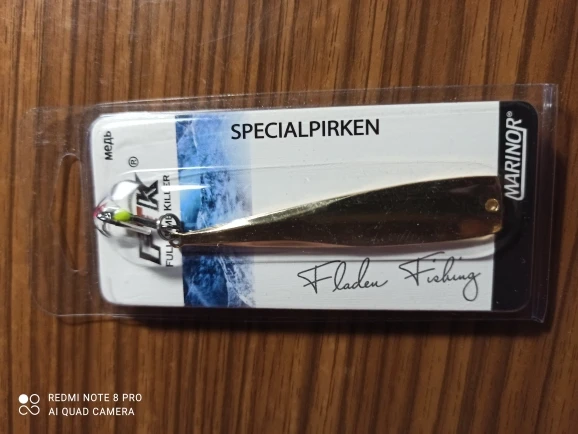 SPECIALPIRKEN
медь
®
MARINOR®
Fladen Fishing
REDMI NOTE 8 PRO
AI QUAD CAMERA